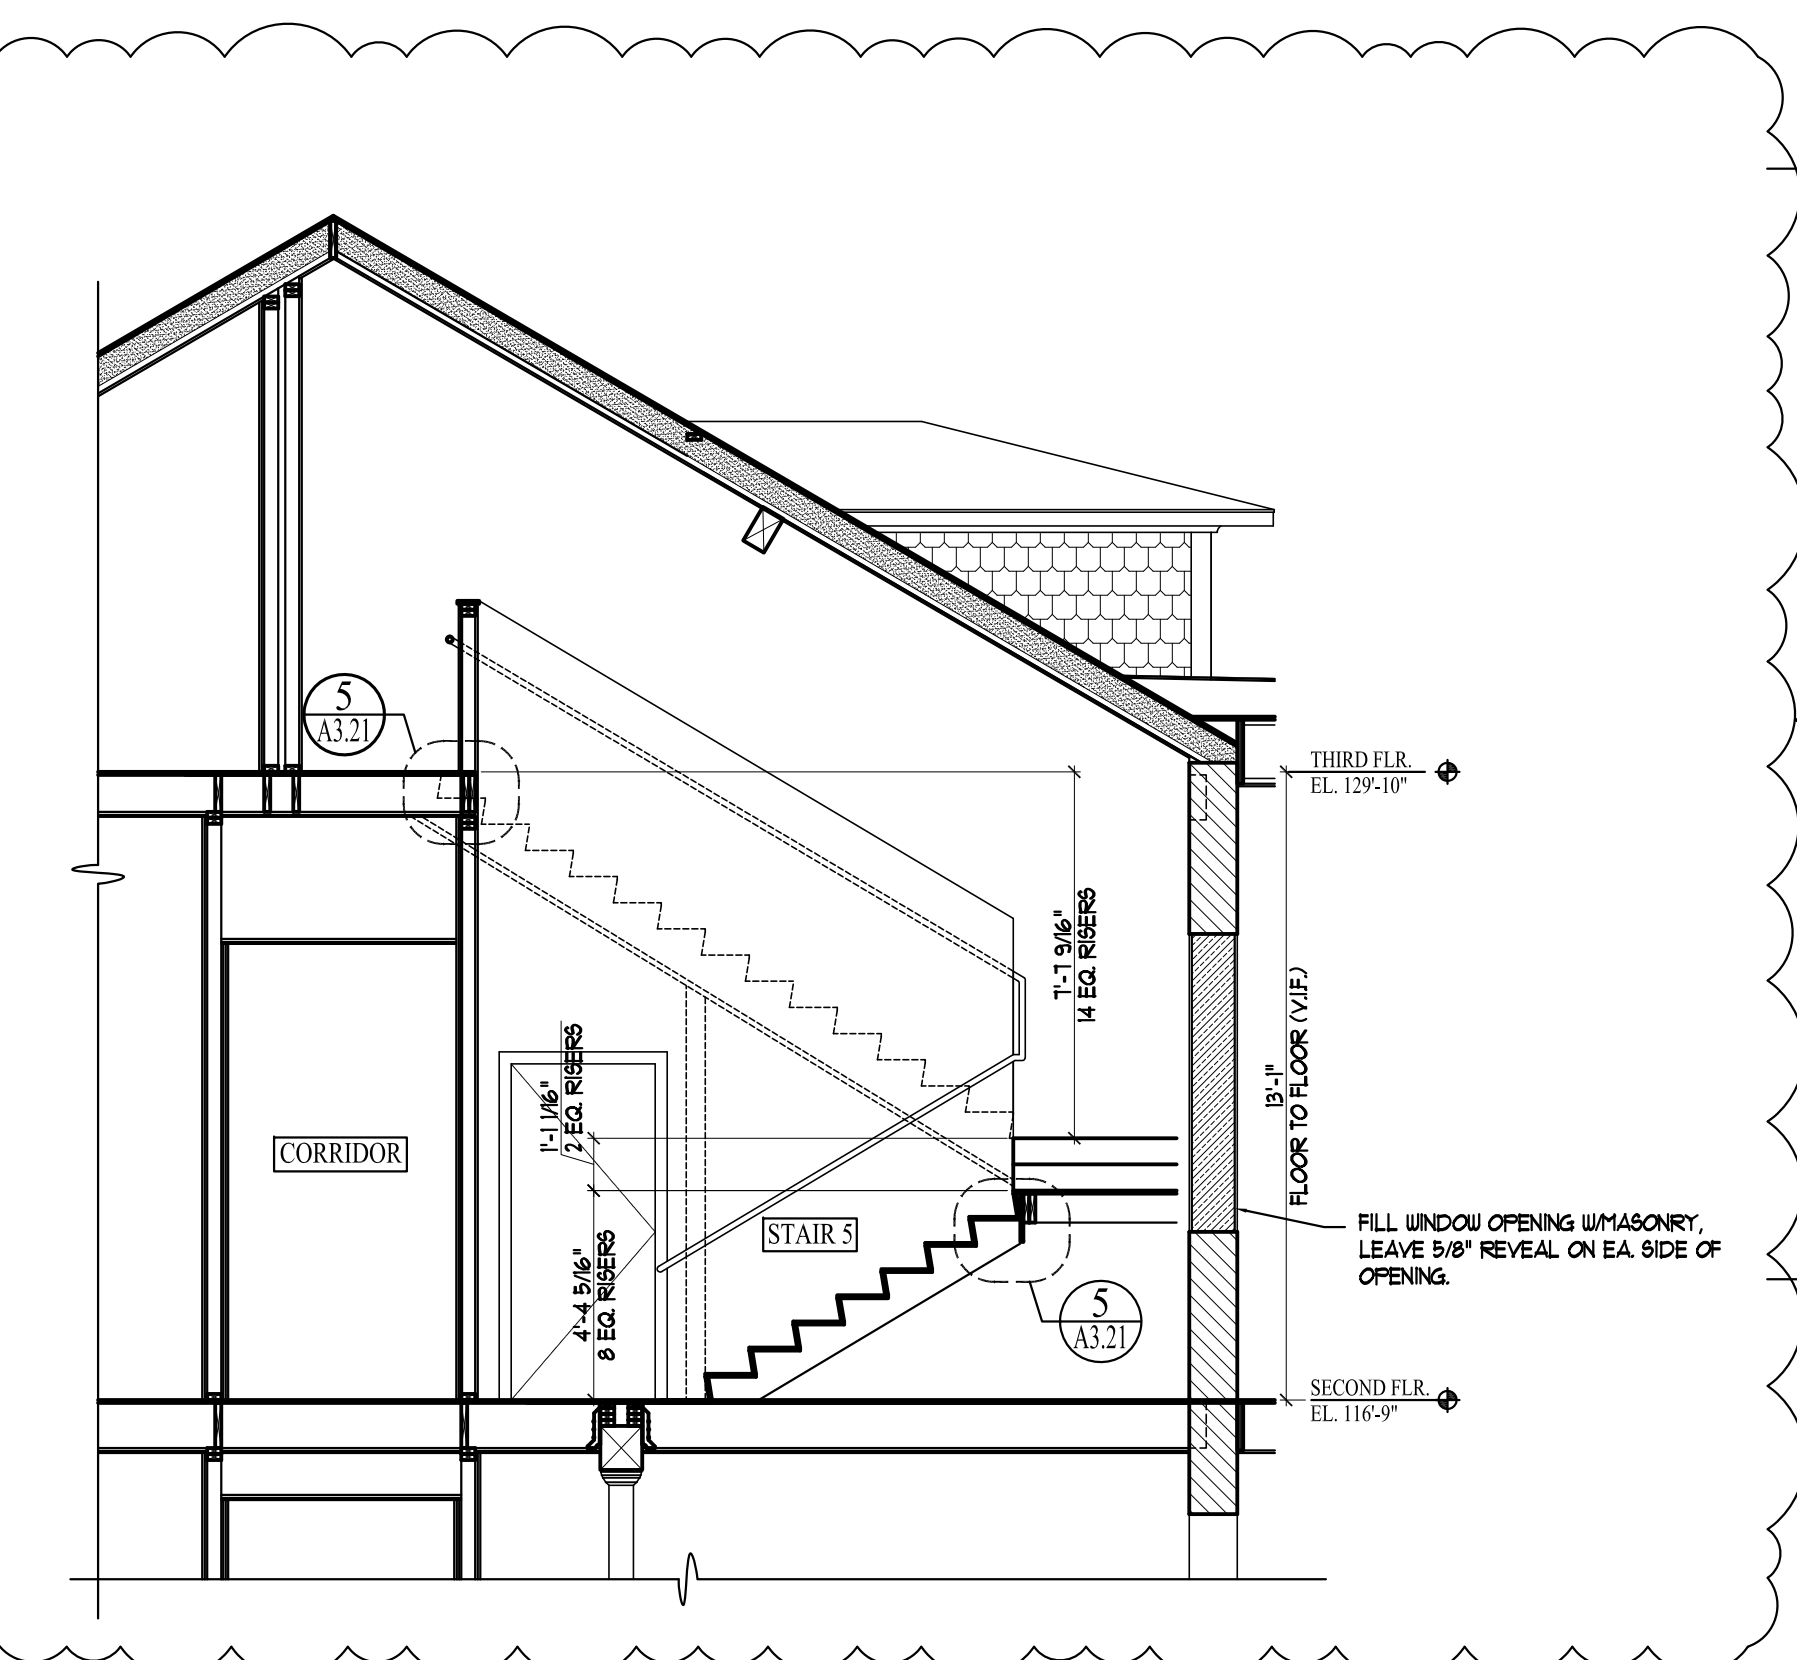 5
A3.21
THIRD FLR.
EL. 129'-10"
7'-7 9/16"
14 EQ. RISERS
1'-1 1/16"
2 EQ. RISERS
13'-1"
FLOOR TO FLOOR (V.I.F.)
CORRIDOR
STAIR 5
4'-4 5/16"
8 EQ. RISERS
FILL WINDOW OPENING W/MASONRY,
LEAVE 5/8" REVEAL ON EA. SIDE OF
OPENING.
5
A3.21
SECOND FLR.
EL. 116'-9"